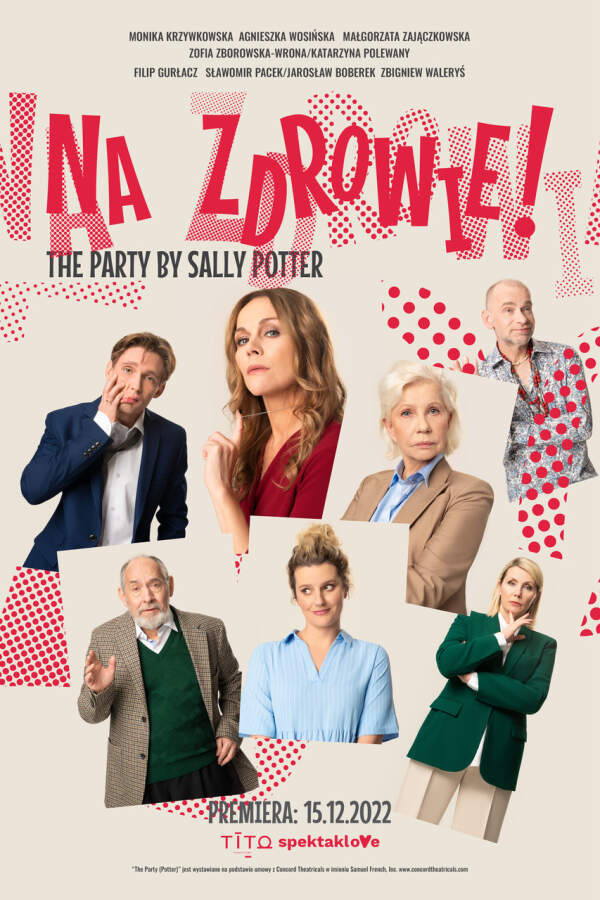 MONIKA KRZYWKOWSKA AGNIESZKA WOSIŃSKA MAŁGORZATA ZAJĄCZKOWSKA
ZOFIA ZBOROWSKA-WRONA/KATARZYNA POLEWANY
FILIP GURŁACZ SŁAWOMIR PACEK/JAROSŁAW BOBEREK ZBIGNIEW WALERYŚ
NA ZDROWIE!
THE PARTY BY SALLY POTTER
PREMIERA: 15.12.2022
TITO spektaklove
"The Party (Potter)" jest wystawiane na podstawie umowy z Concord Theatricals w imieniu Samuel French, Inc. www.concordtheatricals.com